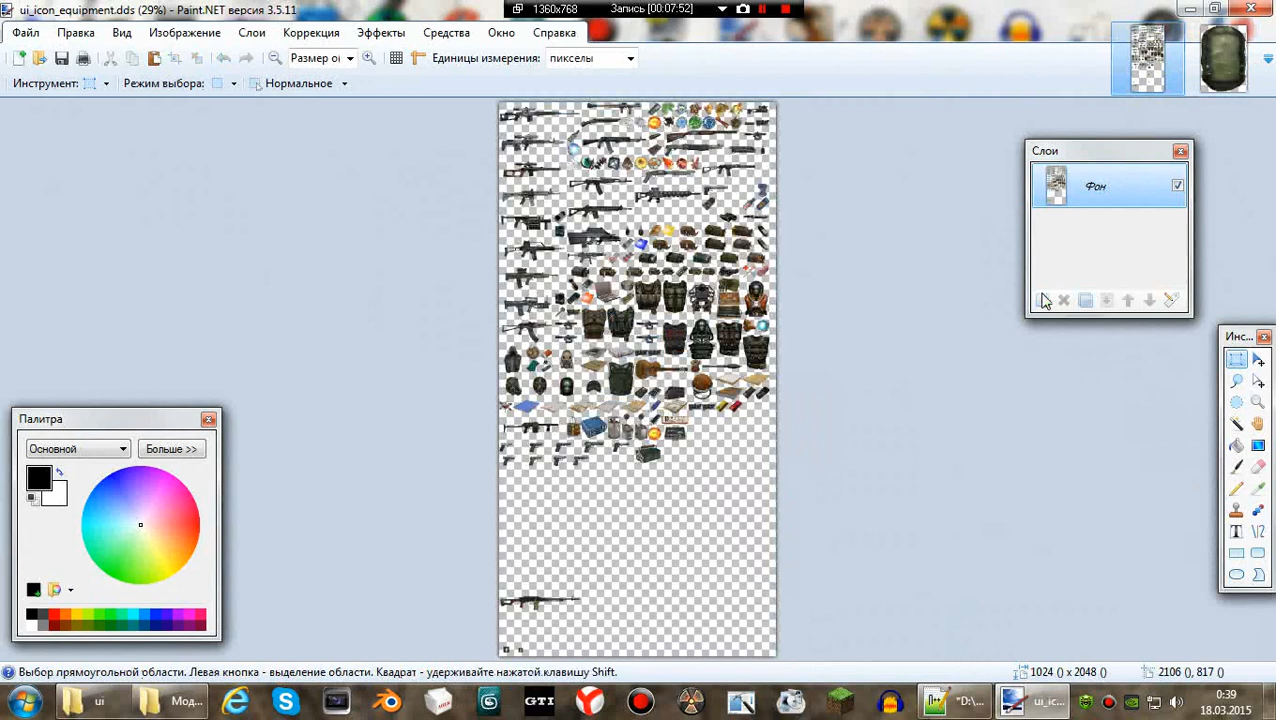 ui_icon_equipment.dds (29%) - Paint.NET версия 3.5.11
1360x768
Запись [00:07:52]
Файл Правка Вид Изображение Слои Коррекция Эффекты Средства Окно Справка
Размер Единицы измерения: пикселы
Инструмент: Режим выбора: Нормальное
Слои
Фон
Инс...
Палитра
Основной Больше >>
Выбор прямоугольной области. Левая кнопка - выделение области. Квадрат - удерживайте нажатой клавишу Shift.
1024 () x 2048 () 2106 (), 817 ()
ui Мод... GTI *D:\... ui_ic...
0:39
18.03.2015